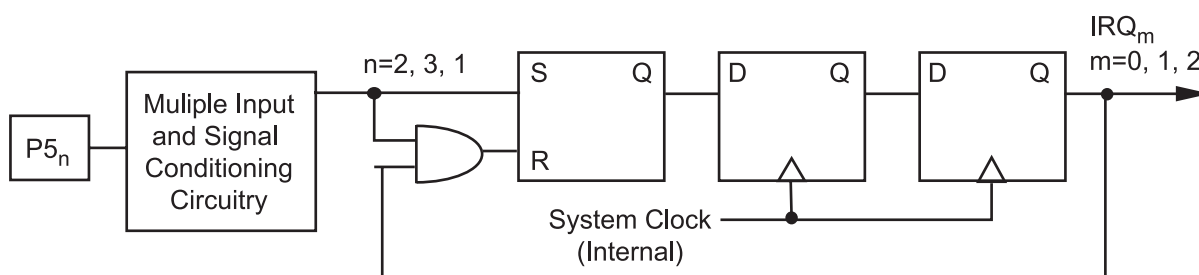 P5n
Muliple Input
and Signal
Conditioning
Circuitry
n=2, 3, 1
S Q
R
D Q
D Q
System Clock
(Internal)
IRQm
m=0, 1, 2